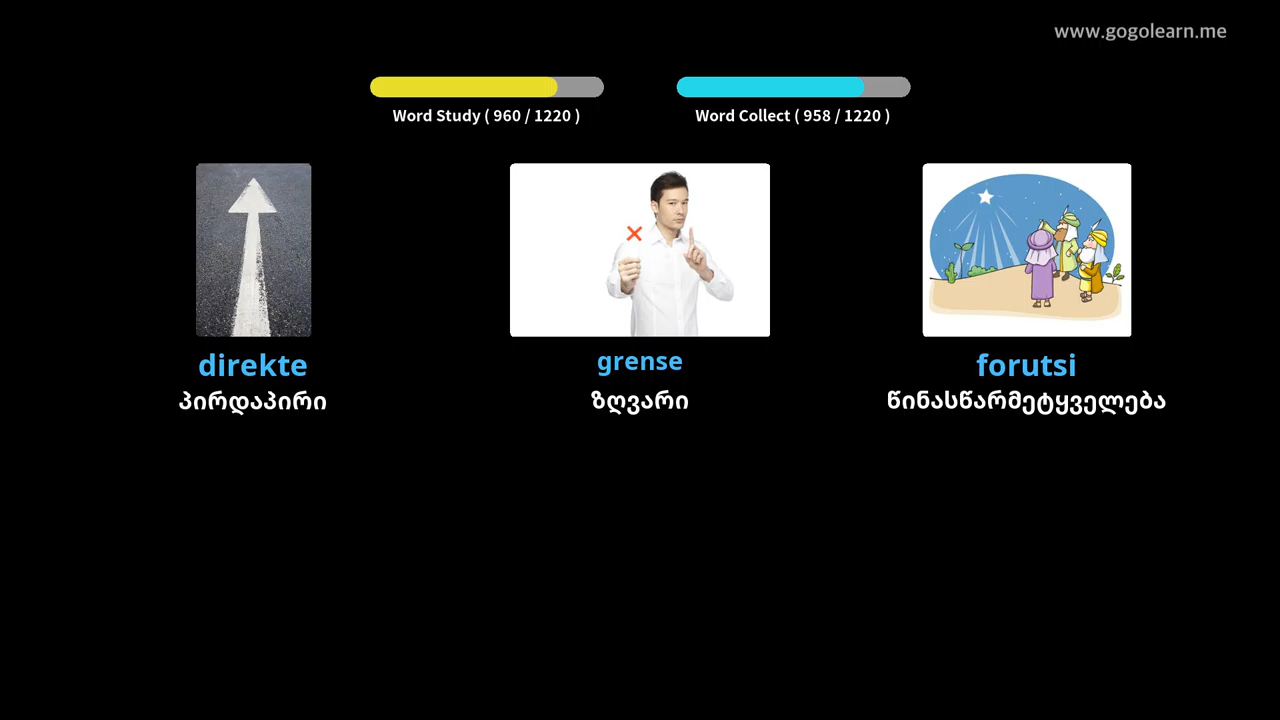 www.gogolearn.me
Word Study ( 960 / 1220 )
Word Collect ( 958 / 1220 )
direkte
grense
forutsi
პირდაპირი
ზღვარი
წინასწარმეტყველება